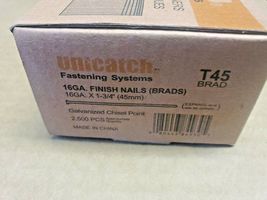 unicatch
Fastening Systems
T45
BRAD
16GA. FINISH NAILS (BRADS)
16GA. X 1-3/4" (45mm)
Galvanized Chisel Point
2,500 PCS
MADE IN CHINA